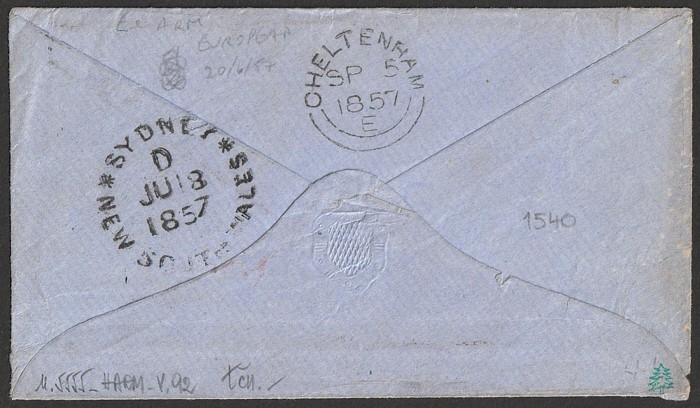 EUROPEAN
20/6/57
CHELTENHAM
SP 5
1857
E
*SYDNEY*
D
JU 18
1857
NEW SOUTH WALES
1540